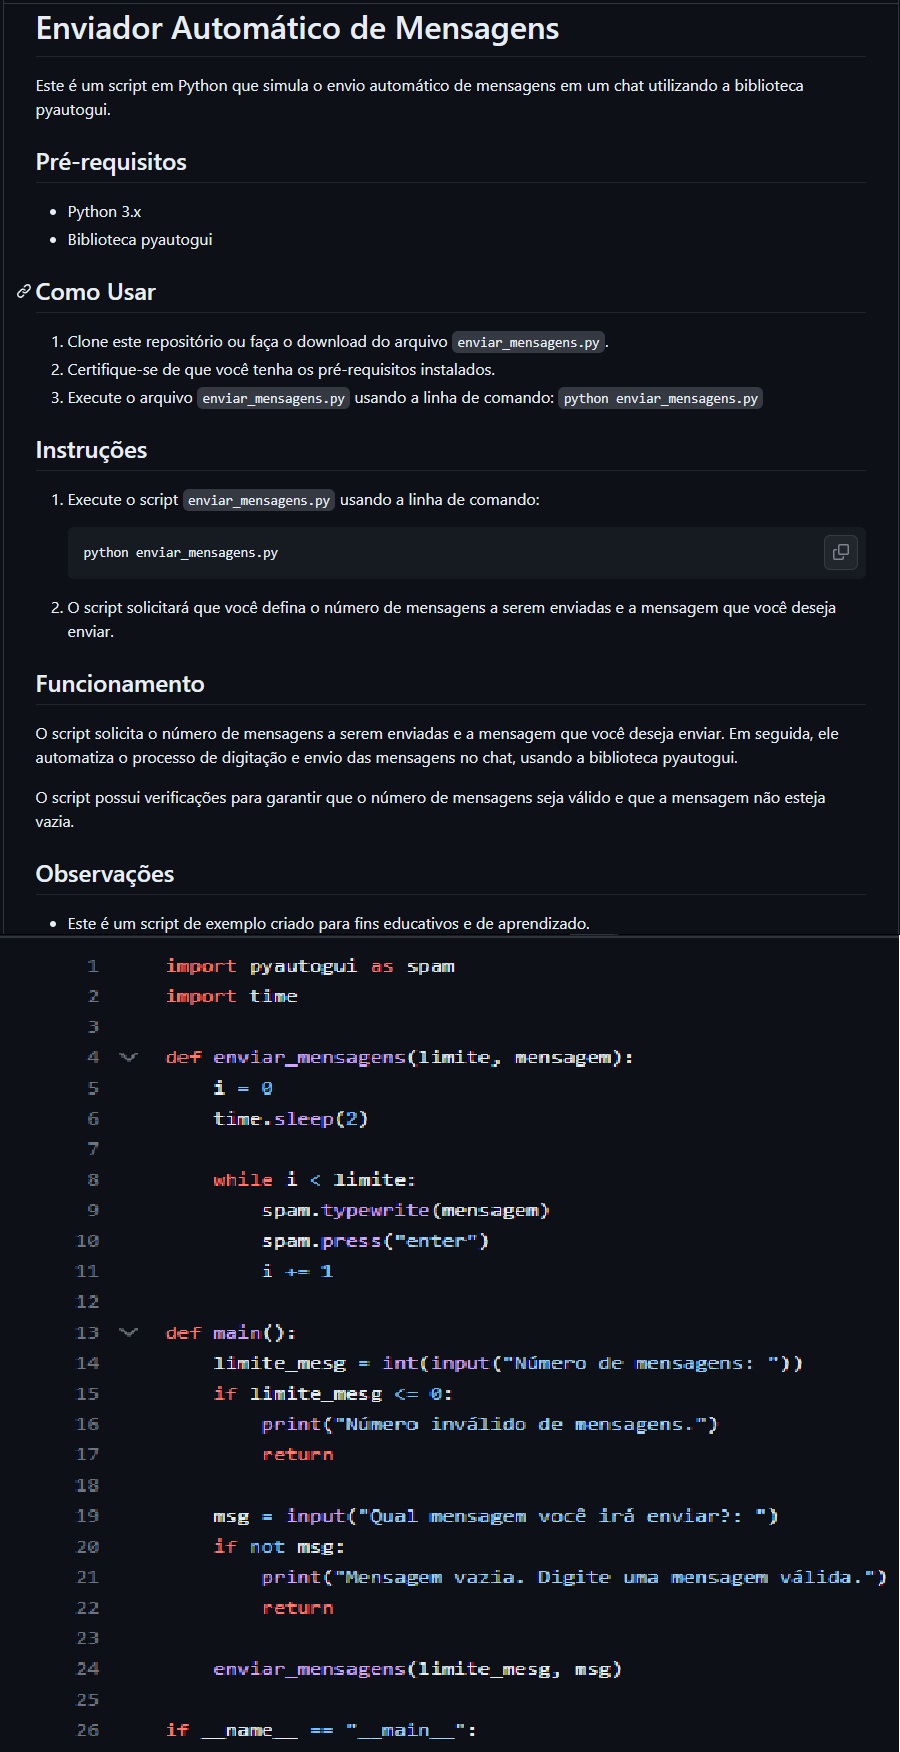 Enviador Automático de Mensagens
Este é um script em Python que simula o envio automático de mensagens em um chat utilizando a biblioteca
pyautogui.
Pré-requisitos
• Python 3.x
• Biblioteca pyautogui
Como Usar
1. Clone este repositório ou faça o download do arquivo enviar_mensagens.py.
2. Certifique-se de que você tenha os pré-requisitos instalados.
3. Execute o arquivo enviar_mensagens.py usando a linha de comando: python enviar_mensagens.py
Instruções
1. Execute o script enviar_mensagens.py usando a linha de comando:
python enviar_mensagens.py
2. O script solicitará que você defina o número de mensagens a serem enviadas e a mensagem que você deseja
enviar.
Funcionamento
O script solicita o número de mensagens a serem enviadas e a mensagem que você deseja enviar. Em seguida, ele
automatiza o processo de digitação e envio das mensagens no chat, usando a biblioteca pyautogui.
O script possui verificações para garantir que o número de mensagens seja válido e que a mensagem não esteja
vazia.
Observações
• Este é um script de exemplo criado para fins educativos e de aprendizado.
1 import pyautogui as spam
2 import time
3
4 def enviar_mensagens(limite, mensagem):
5     i = 0
6     time.sleep(2)
7
8     while i < limite:
9         spam.typewrite(mensagem)
10         spam.press("enter")
11         i += 1
12
13 def main():
14     limite_mesg = int(input("Número de mensagens: "))
15     if limite_mesg <= 0:
16         print("Número inválido de mensagens.")
17         return
18
19     msg = input("Qual mensagem você irá enviar?: ")
20     if not msg:
21         print("Mensagem vazia. Digite uma mensagem válida.")
22         return
23
24     enviar_mensagens(limite_mesg, msg)
25
26 if __name__ == "__main__":